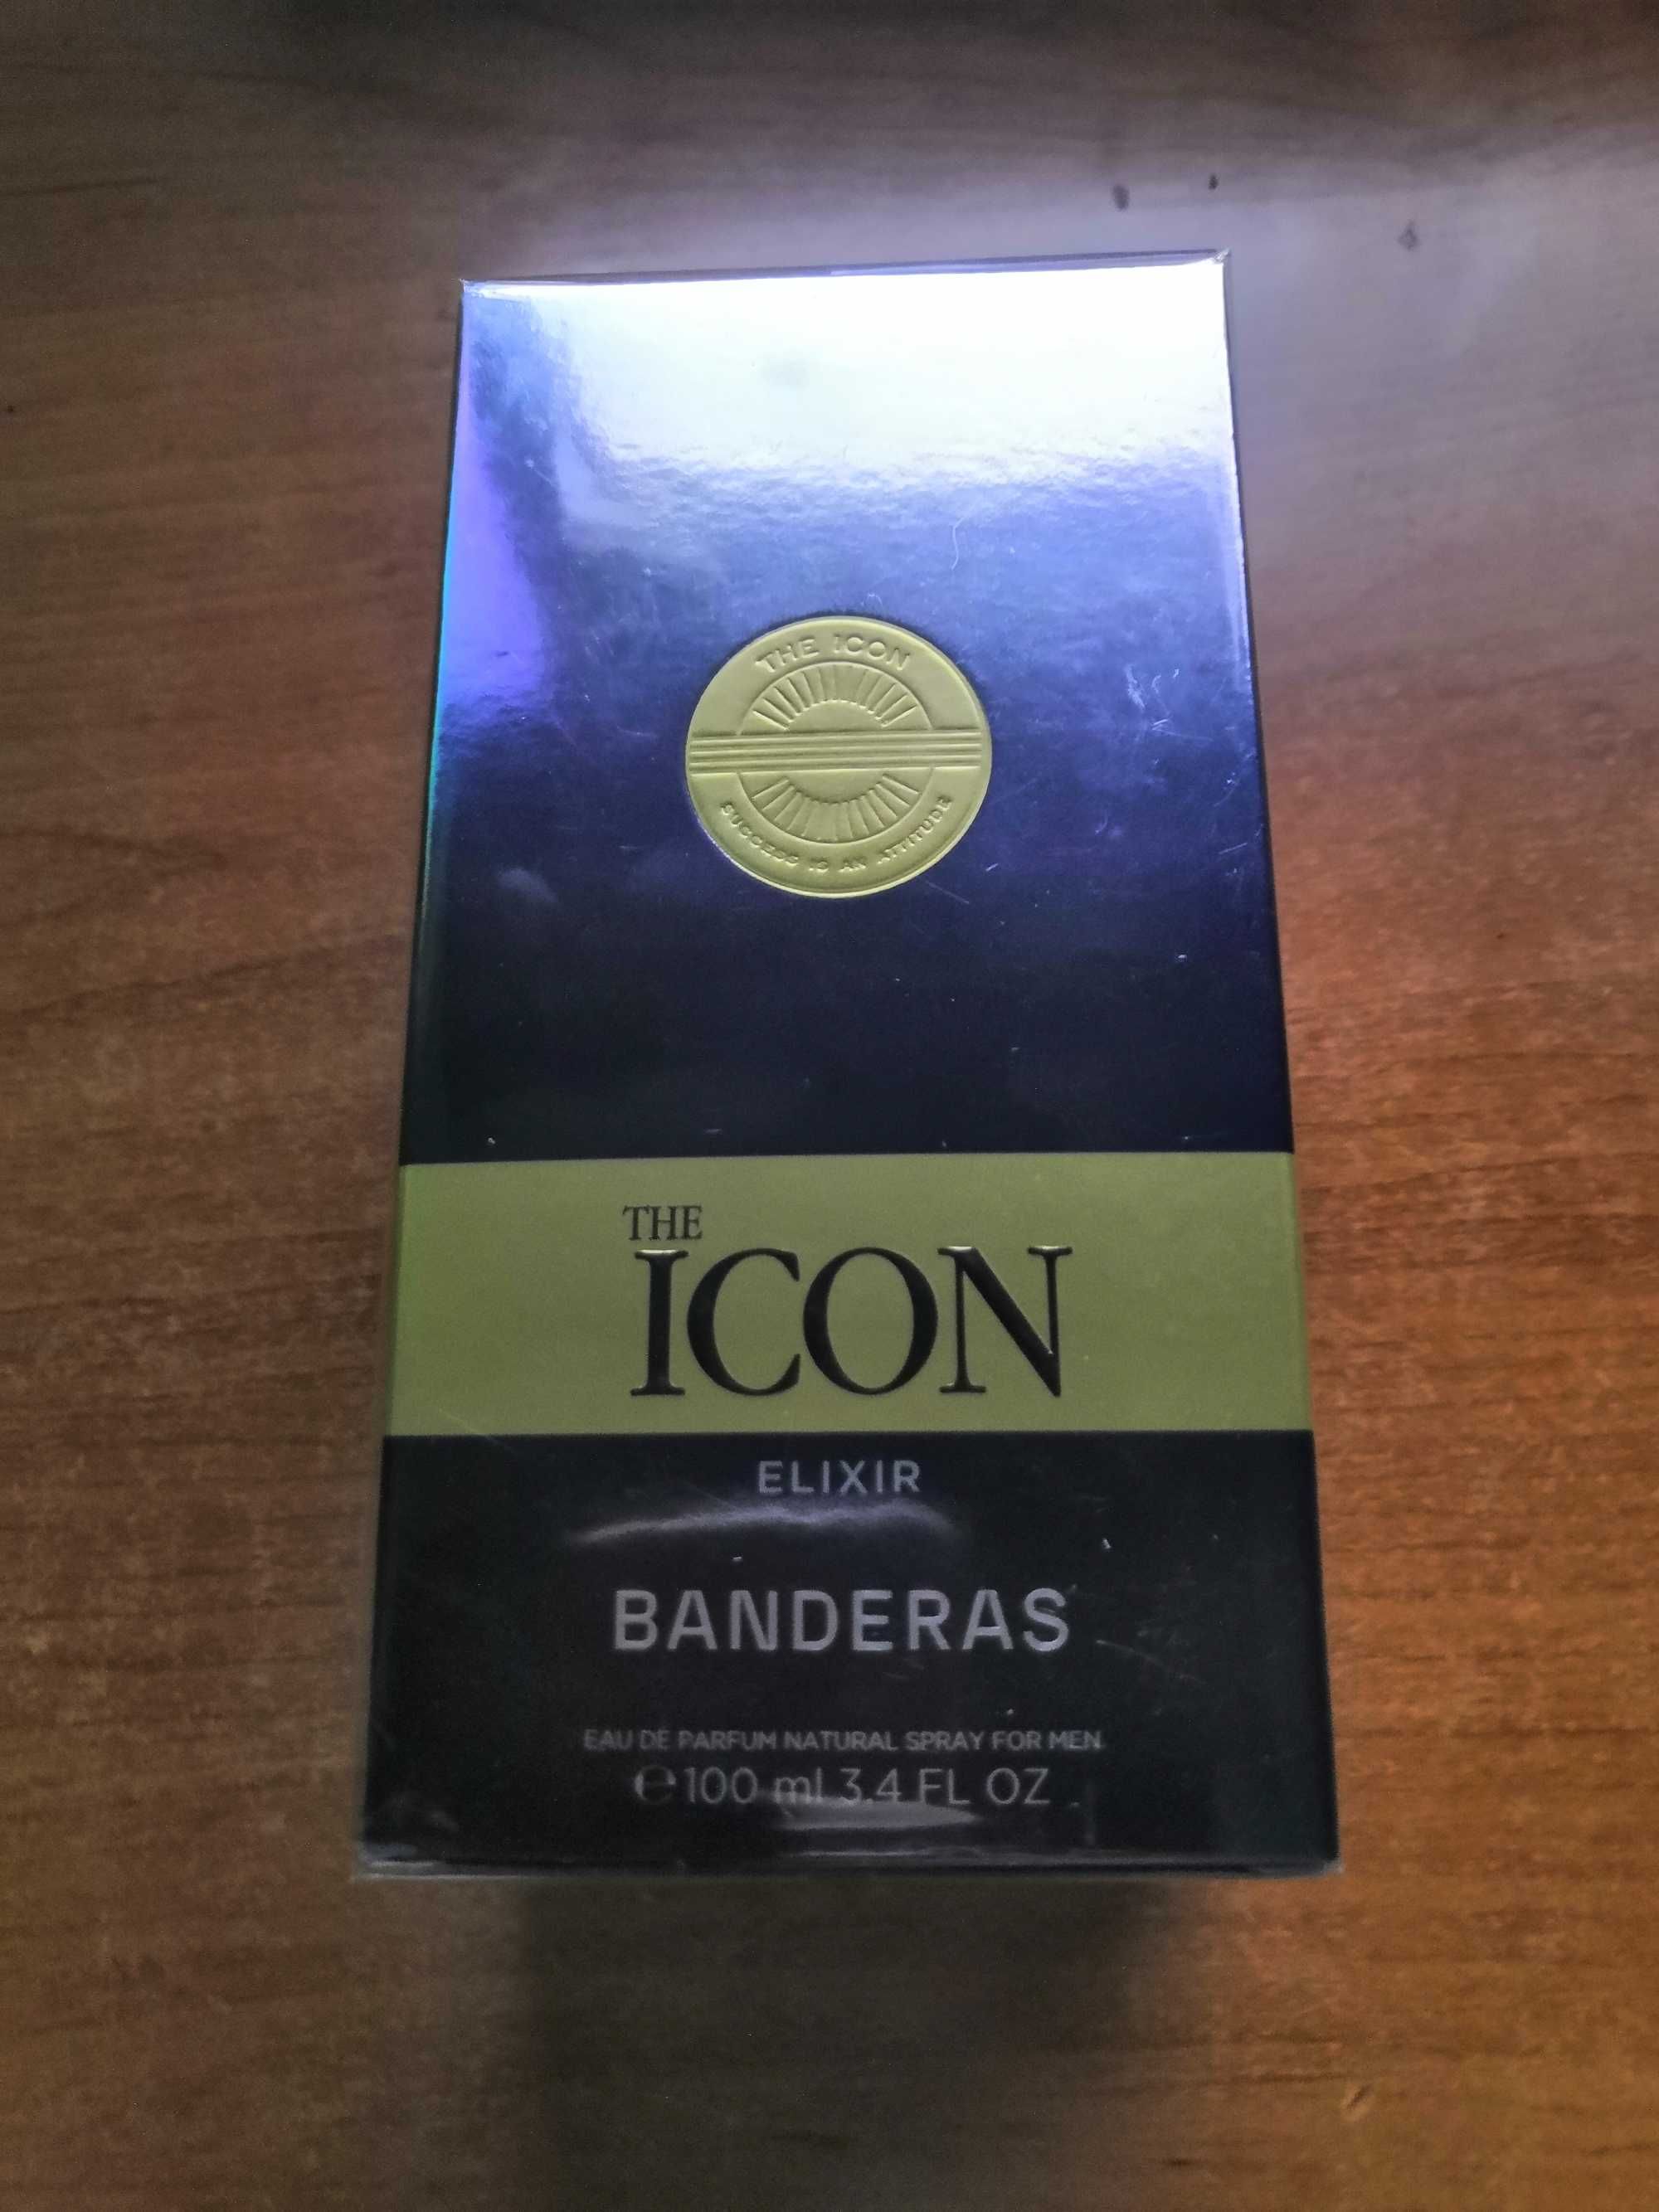 THE ICON
SUCCESS IS AN ATTITUDE
THE
ICON
ELIXIR
BANDERAS
EAU DE PARFUM NATURAL SPRAY FOR MEN
℮100 ml 3.4 FL OZ